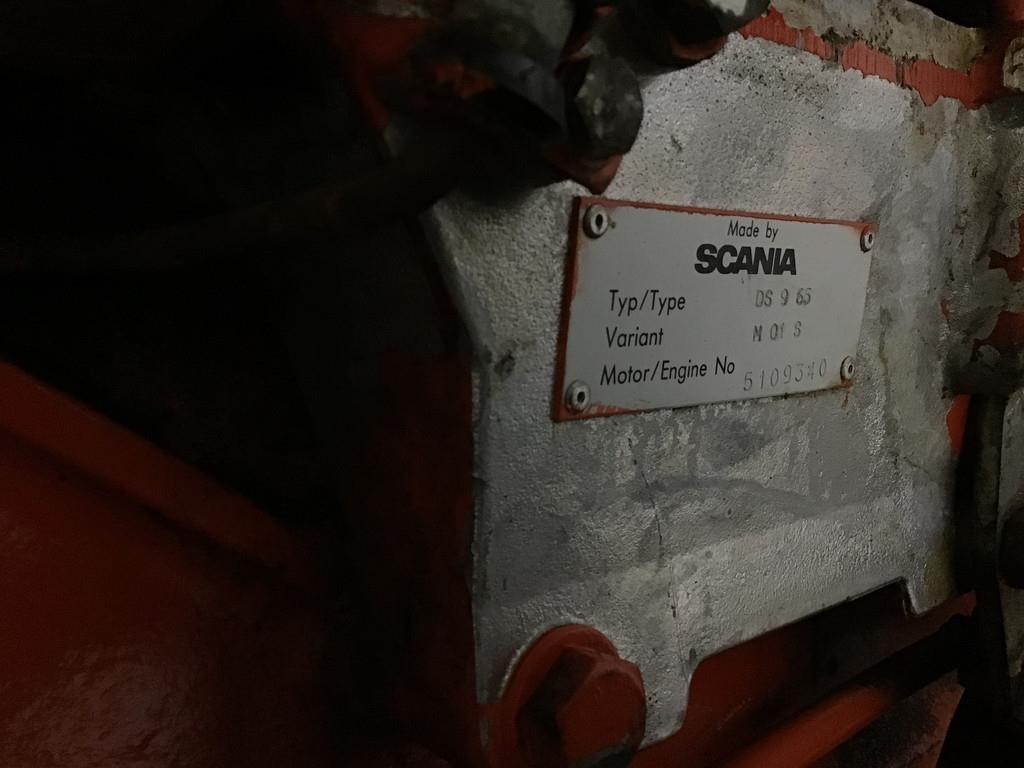 Made by
SCANIA
Typ/Type DS 9 65
Variant M 01 S
Motor/Engine No 5109340